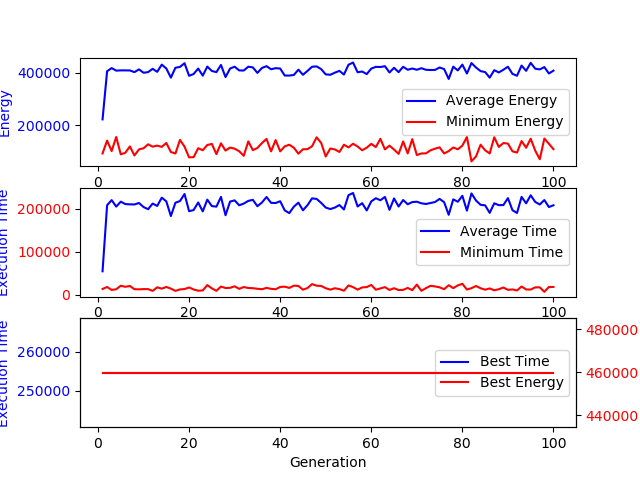 400000
200000
Energy
Average Energy
Minimum Energy
0 20 40 60 80 100
200000
100000
0
Execution Time
Average Time
Minimum Time
0 20 40 60 80 100
260000
250000
Execution Time
Best Time
Best Energy
480000
460000
440000
0 20 40 60 80 100
Generation